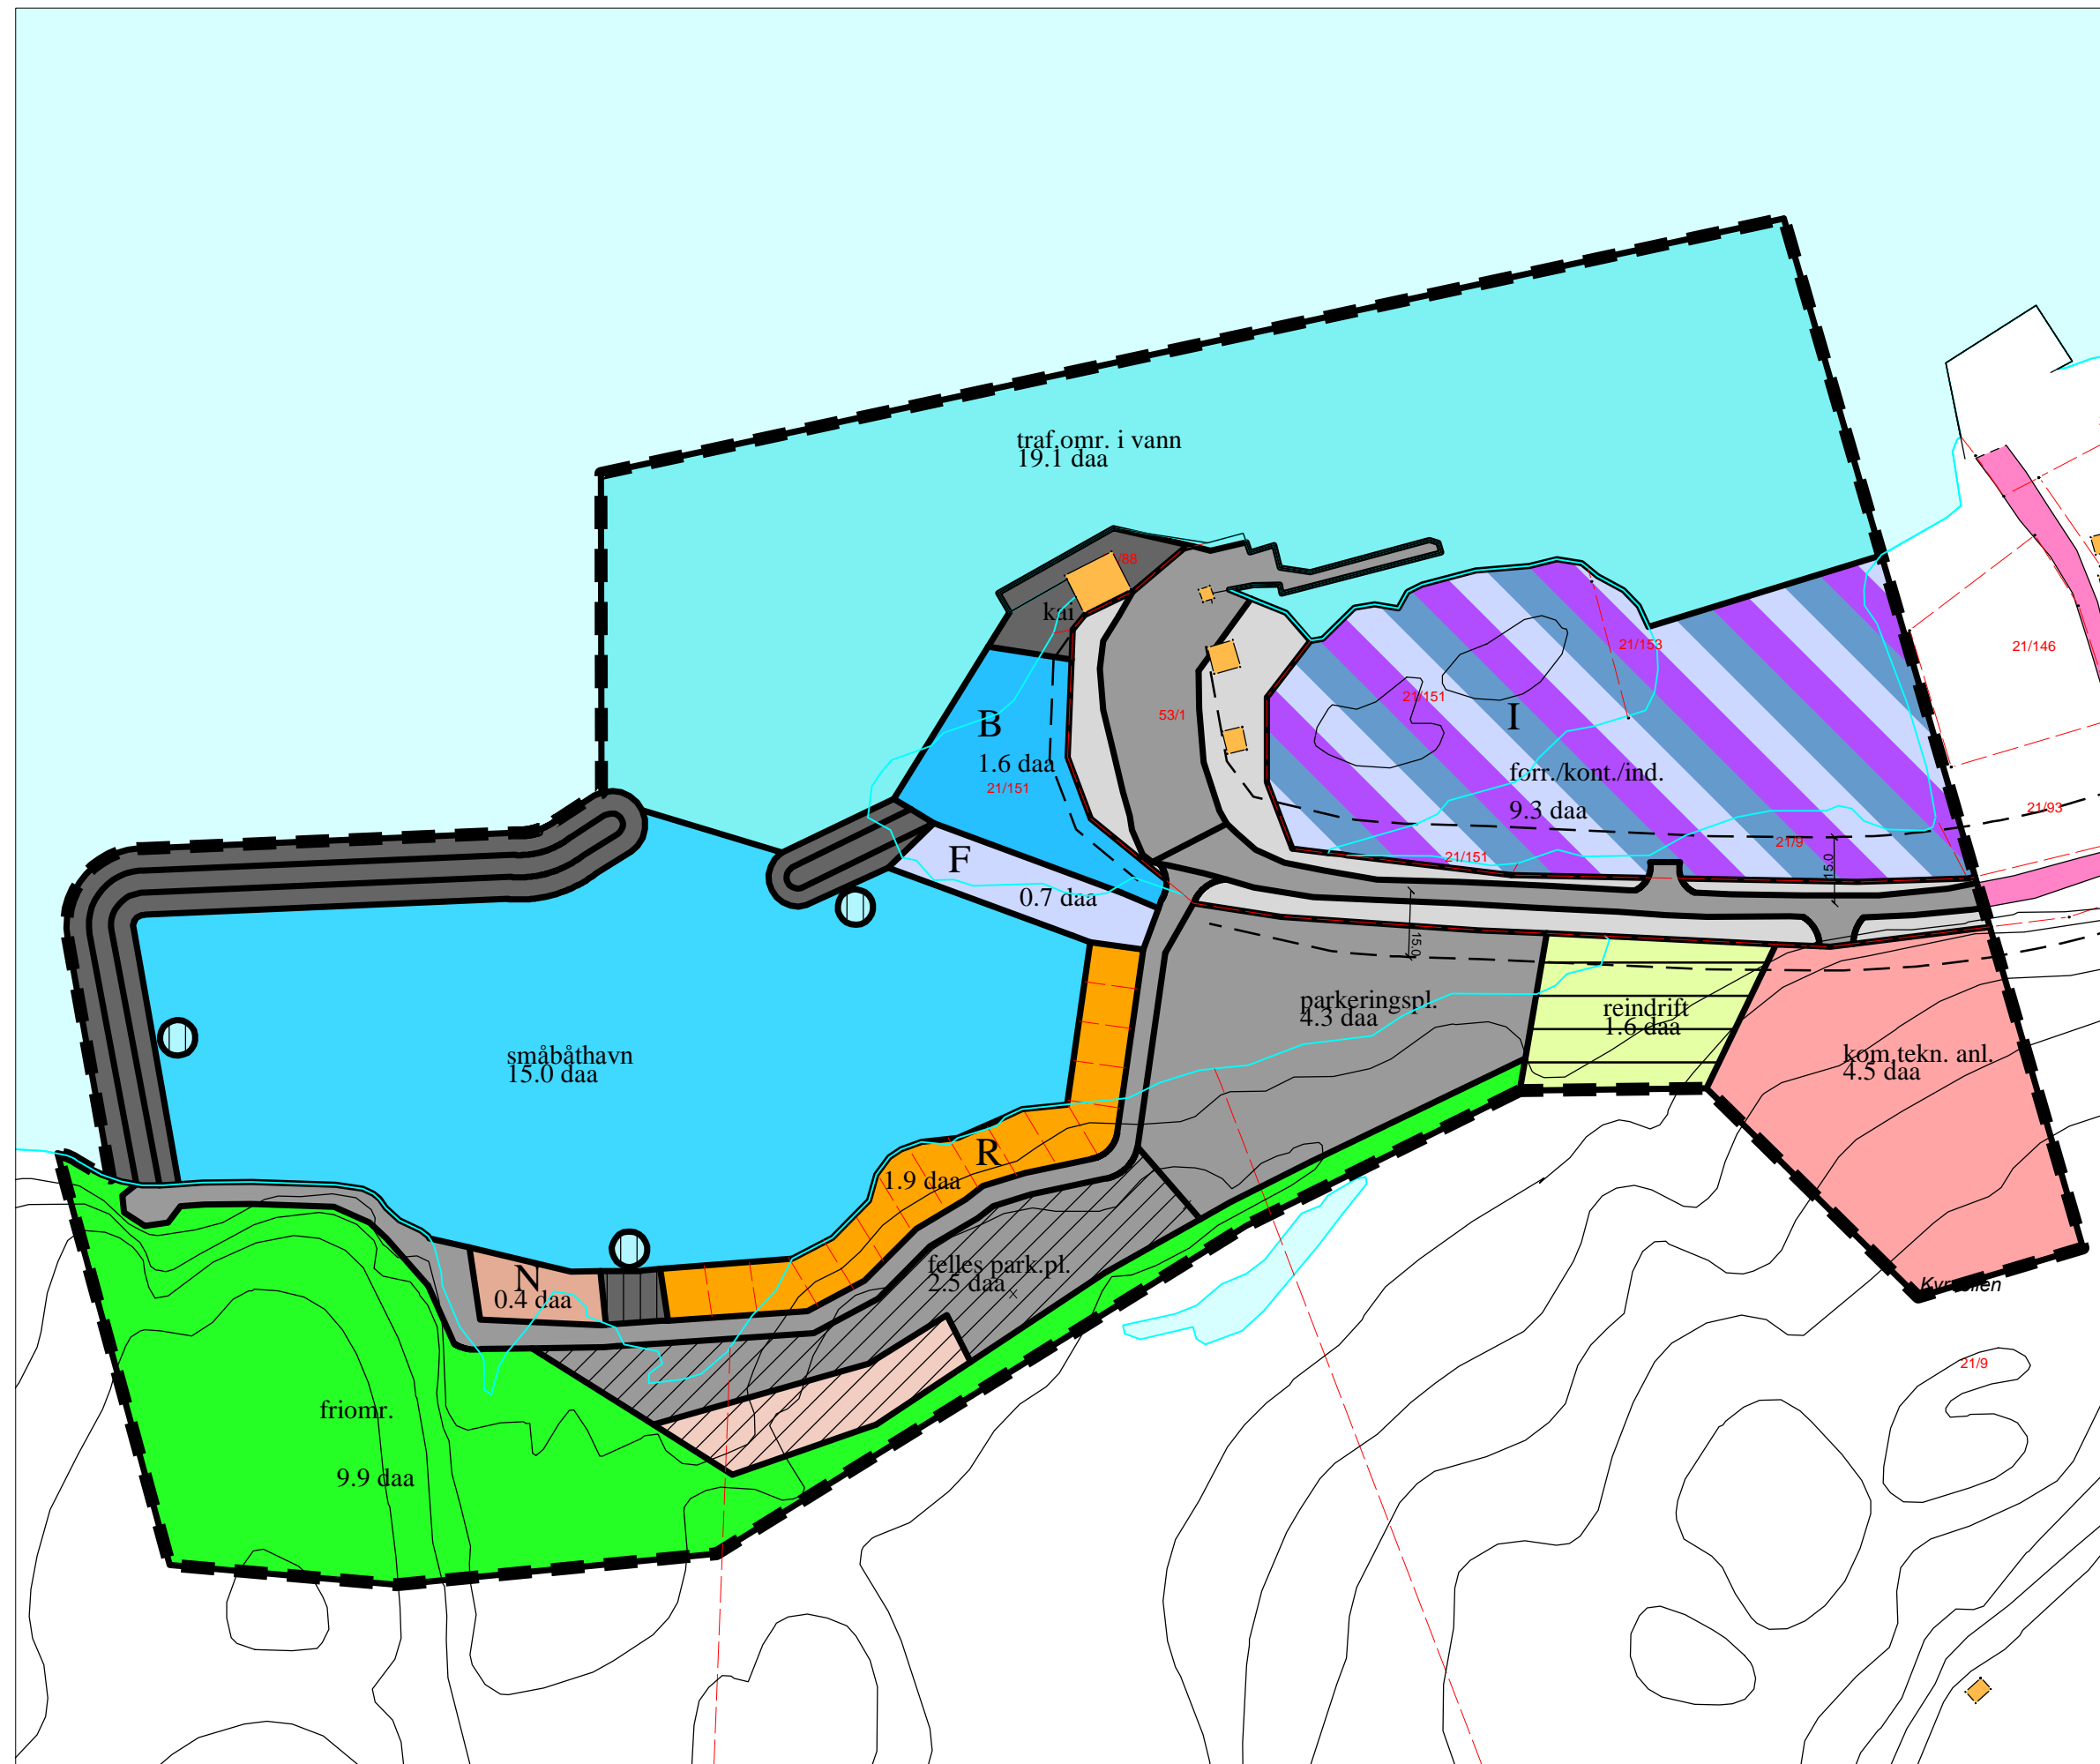 traf.omr. i vann
19.1 daa
/88
kai
21/146
21/153
21/151
53/1
B
I
1.6 daa
21/151
forr./kont./ind.
9.3 daa
21/93
21/9
21/151
15.0
F
0.7 daa
15.0
parkeringspl.
4.3 daa
reindrift
1.6 daa
småbåthavn
15.0 daa
kom.tekn. anl.
4.5 daa
R
1.9 daa
felles park.pl.
2.5 daa
N
0.4 daa
21/9
friomr.
9.9 daa